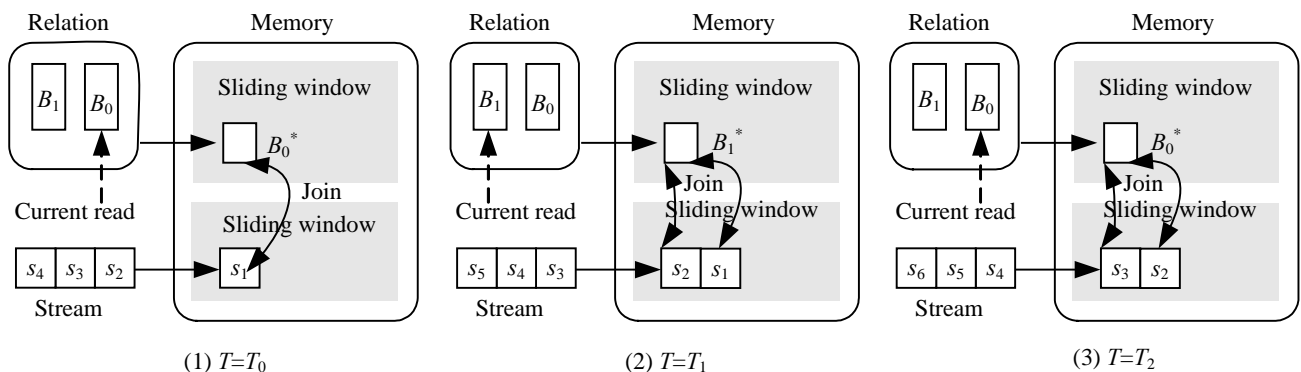 Relation Memory
Sliding window
B₁ B₀
B₀*
Join
Current read
Sliding window
s₄ s₃ s₂ s₁
Stream
(1) T=T₀
Relation Memory
Sliding window
B₁ B₀
B₁*
Join
Current read
Sliding window
s₅ s₄ s₃ s₂ s₁
Stream
(2) T=T₁
Relation Memory
Sliding window
B₁ B₀
B₀*
Join
Current read
Sliding window
s₆ s₅ s₄ s₃ s₂
Stream
(3) T=T₂